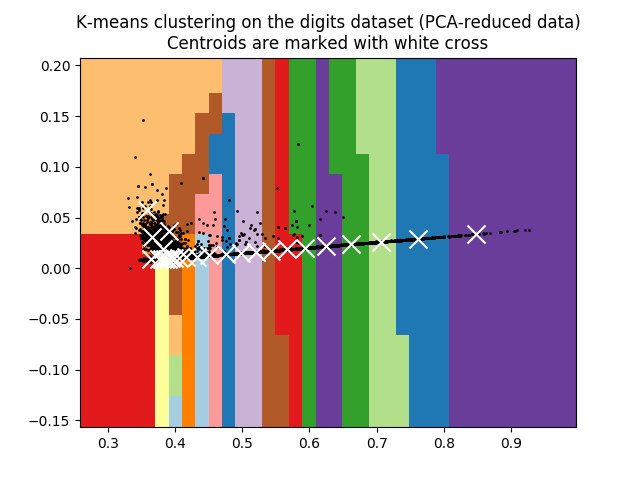 K-means clustering on the digits dataset (PCA-reduced data)
Centroids are marked with white cross
0.20
0.15
0.10
0.05
0.00
−0.05
−0.10
−0.15
0.3 0.4 0.5 0.6 0.7 0.8 0.9